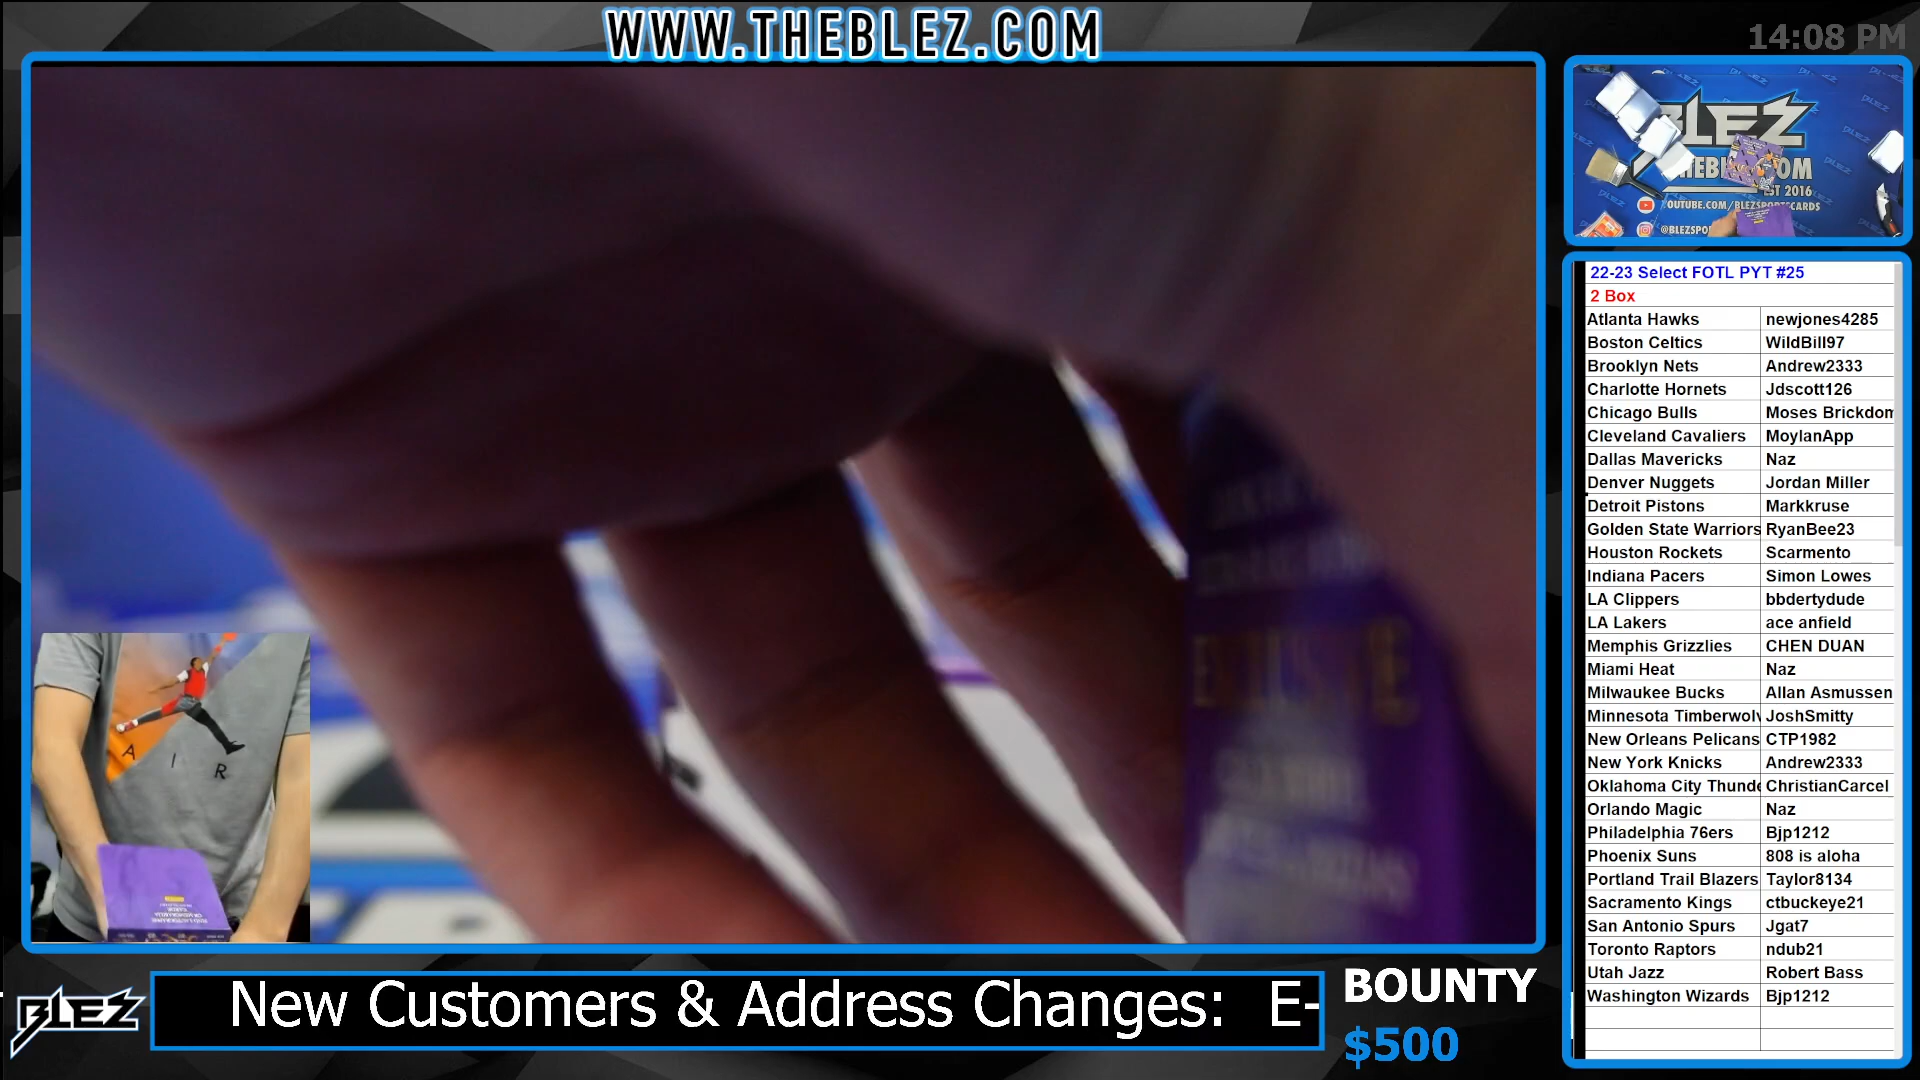 WWW.THEBLEZ.COM
14:08 PM
BLEZ
EST 2016
@BLEZSPO
A I R
22-23 Select FOTL PYT #25
2 Box
Atlanta Hawks newjones4285
Boston Celtics WildBill97
Brooklyn Nets Andrew2333
Charlotte Hornets Jdscott126
Chicago Bulls Moses Brickdom
Cleveland Cavaliers MoylanApp
Dallas Mavericks Naz
Denver Nuggets Jordan Miller
Detroit Pistons Markkruse
Golden State Warriors RyanBee23
Houston Rockets Scarmento
Indiana Pacers Simon Lowes
LA Clippers bbdertydude
LA Lakers ace anfield
Memphis Grizzlies CHEN DUAN
Miami Heat Naz
Milwaukee Bucks Allan Asmussen
Minnesota Timberwolv JoshSmitty
New Orleans Pelicans CTP1982
New York Knicks Andrew2333
Oklahoma City Thunde ChristianCarcel
Orlando Magic Naz
Philadelphia 76ers Bjp1212
Phoenix Suns 808 is aloha
Portland Trail Blazers Taylor8134
Sacramento Kings ctbuckeye21
San Antonio Spurs Jgat7
Toronto Raptors ndub21
Utah Jazz Robert Bass
Washington Wizards Bjp1212
BLEZ
New Customers & Address Changes: E-
BOUNTY
$500